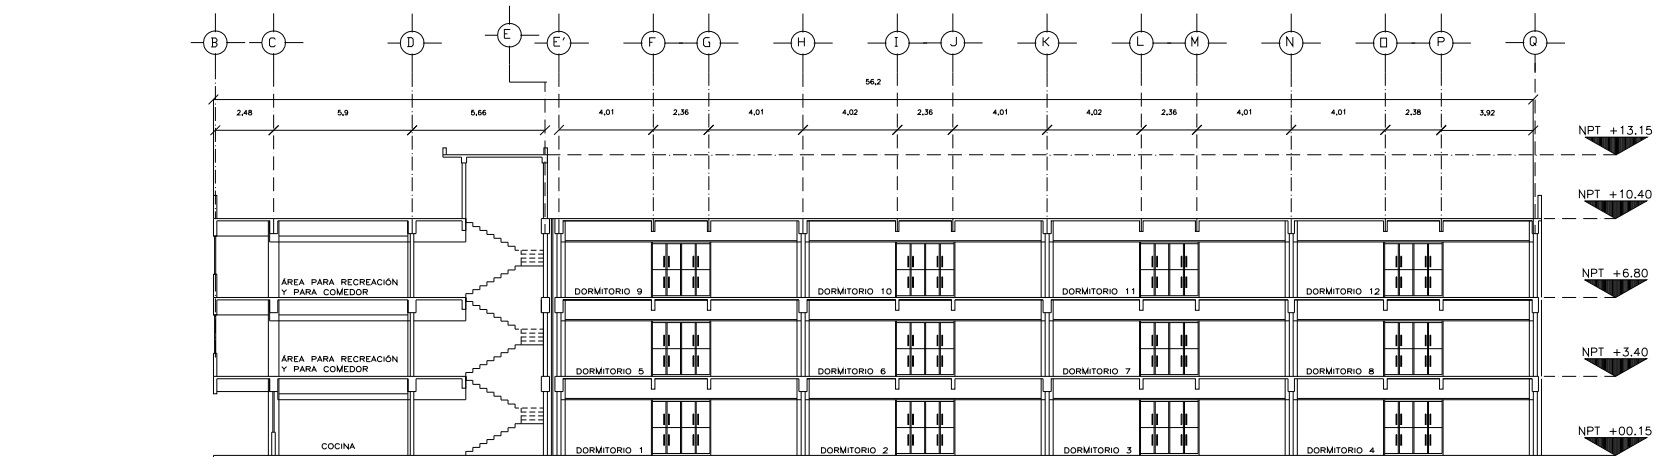 B C D E E' F G H I J K L M N O P Q
56,2
2,48 5,9 5,66 4,01 2,36 4,01 4,02 2,36 4,01 4,02 2,36 4,01 4,01 2,38 3,92
NPT +13.15
NPT +10.40
NPT +6.80
ÁREA PARA RECREACIÓN
Y PARA COMEDOR
DORMITORIO 9 DORMITORIO 10 DORMITORIO 11 DORMITORIO 12
NPT +3.40
ÁREA PARA RECREACIÓN
Y PARA COMEDOR
DORMITORIO 5 DORMITORIO 6 DORMITORIO 7 DORMITORIO 8
NPT +00.15
COCINA
DORMITORIO 1 DORMITORIO 2 DORMITORIO 3 DORMITORIO 4